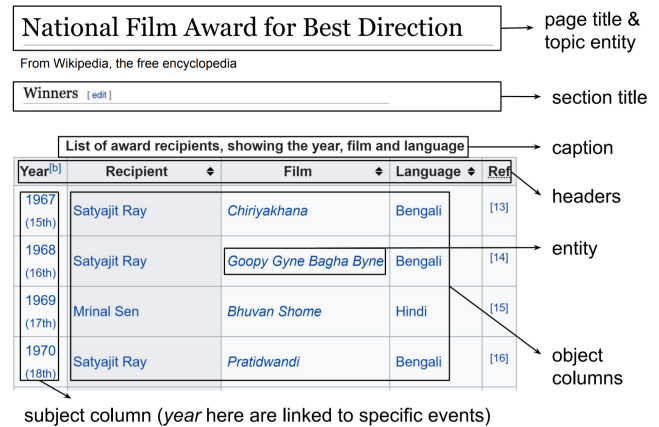 National Film Award for Best Direction
page title &
topic entity
From Wikipedia, the free encyclopedia
Winners [ edit ]
section title
List of award recipients, showing the year, film and language
caption
Year[b] Recipient Film Language Ref
headers
1967
(15th)
Satyajit Ray Chiriyakhana Bengali [13]
1968
(16th)
Satyajit Ray Goopy Gyne Bagha Byne Bengali [14]
entity
1969
(17th)
Mrinal Sen Bhuvan Shome Hindi [15]
1970
(18th)
Satyajit Ray Pratidwandi Bengali [16]
object
columns
subject column (year here are linked to specific events)